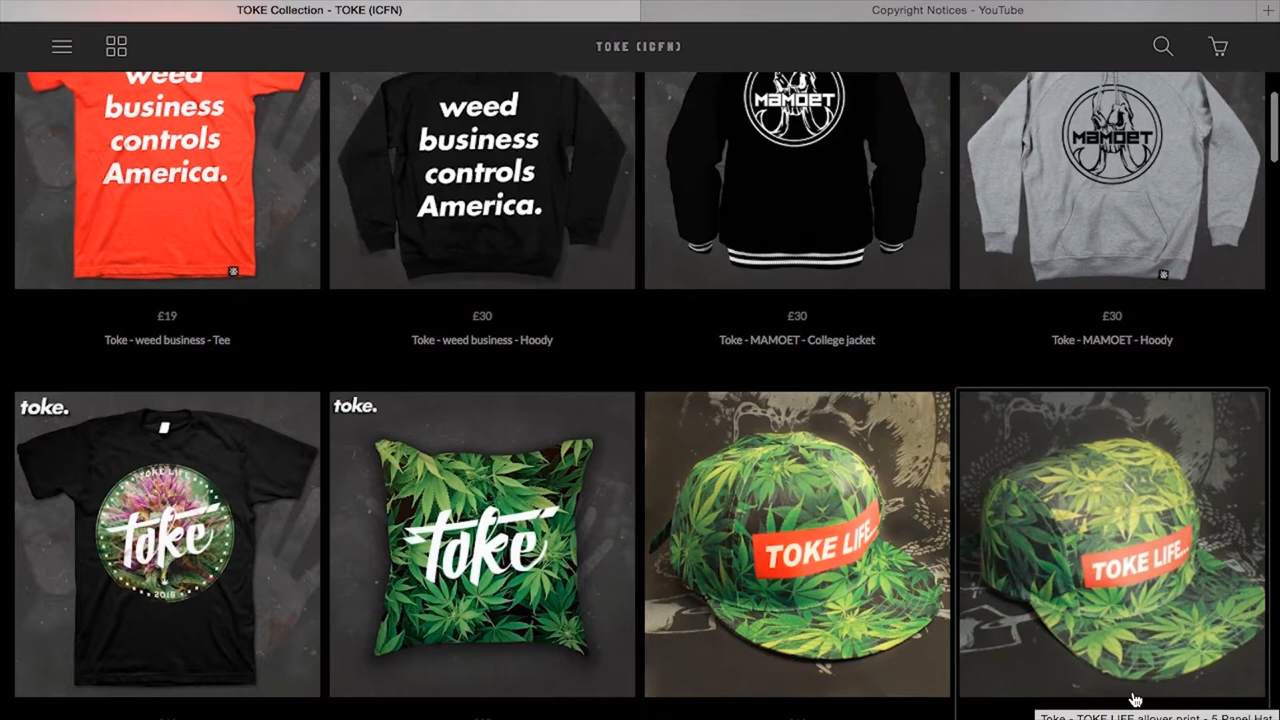 TOKE Collection - TOKE (ICFN)
Copyright Notices - YouTube
TOKE (ICFN)
weed
business
controls
America.
weed
business
controls
America.
MAMOET
MAMOET
£19
£30
£30
£30
Toke - weed business - Tee
Toke - weed business - Hoody
Toke - MAMOET - College jacket
Toke - MAMOET - Hoody
toke.
toke.
toke
2016
toke
TOKE LIFE...
TOKE LIFE...
Toke - TOKE LIFE allover print - 5 Panel Hat